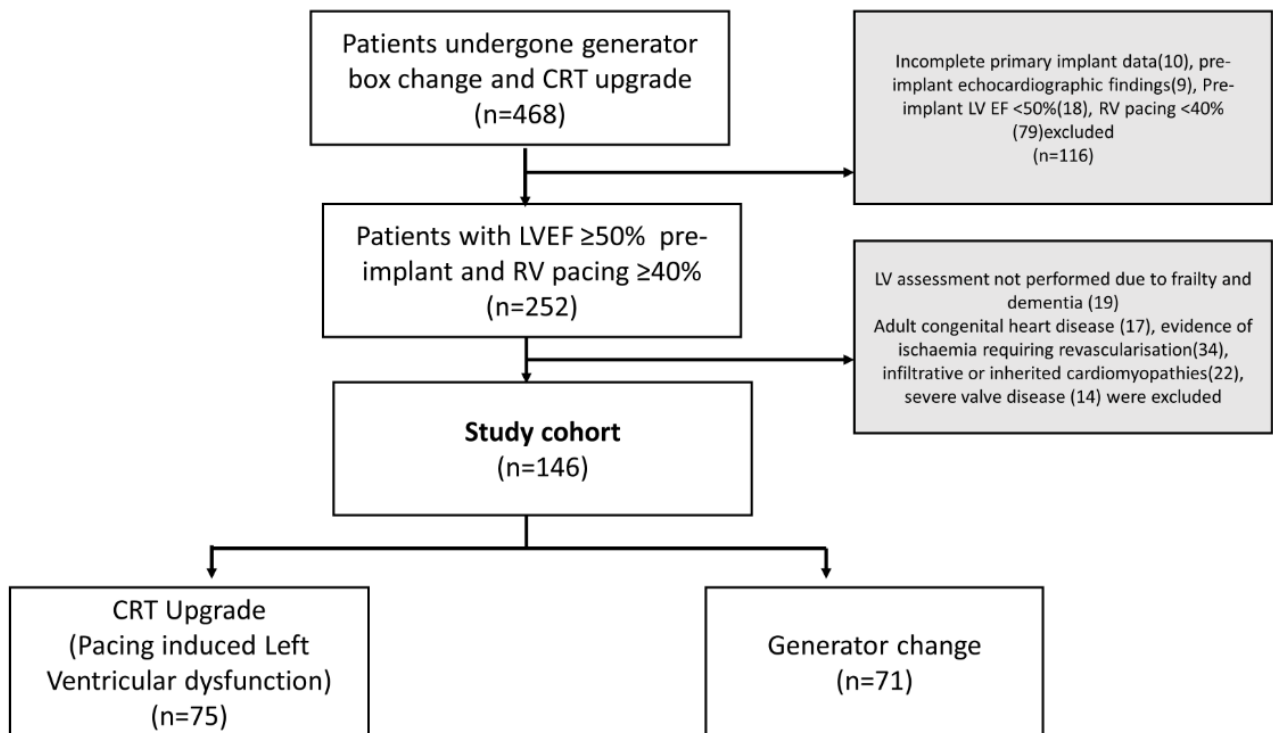 Patients undergone generator
box change and CRT upgrade
(n=468)
Incomplete primary implant data(10), pre-
implant echocardiographic findings(9), Pre-
implant LV EF <50%(18), RV pacing <40%
(79)excluded
(n=116)
Patients with LVEF ≥50% pre-
implant and RV pacing ≥40%
(n=252)
LV assessment not performed due to frailty and
dementia (19)
Adult congenital heart disease (17), evidence of
ischaemia requiring revascularisation(34),
infiltrative or inherited cardiomyopathies(22),
severe valve disease (14) were excluded
Study cohort
(n=146)
CRT Upgrade
(Pacing induced Left
Ventricular dysfunction)
(n=75)
Generator change
(n=71)